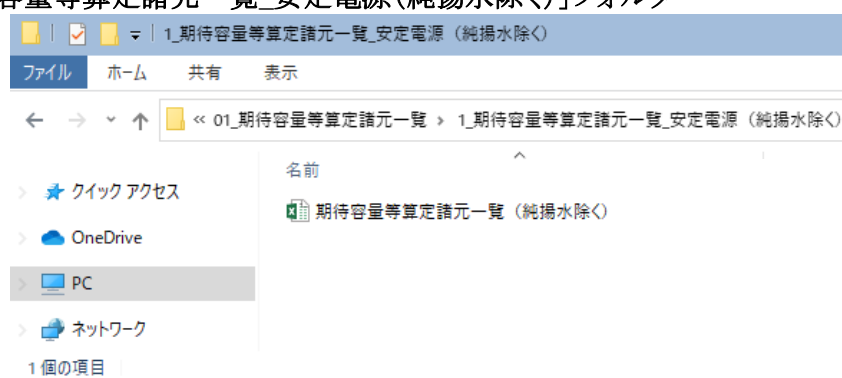 容量等算定諸元一覧_安定電源(純揚水除く)」フォルダ
1_期待容量等算定諸元一覧_安定電源（純揚水除く）
ファイル ホーム 共有 表示
« 01_期待容量等算定諸元一覧 › 1_期待容量等算定諸元一覧_安定電源（純揚水除く）
名前
クイック アクセス
期待容量等算定諸元一覧（純揚水除く）
OneDrive
PC
ネットワーク
1 個の項目